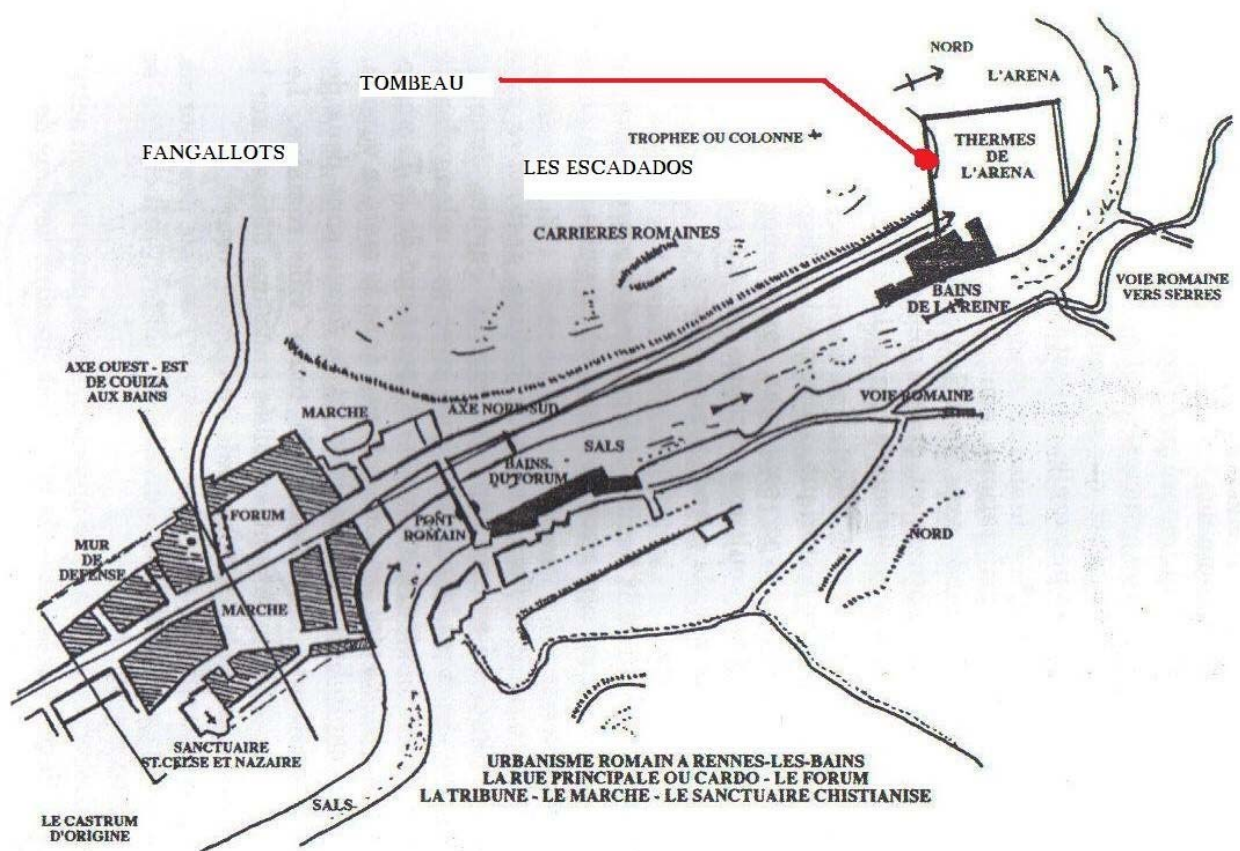 NORD
L'ARENA
TOMBEAU
TROPHEE OU COLONNE
THERMES
DE
L'ARENA
FANGALLOTS
LES ESCADADOS
CARRIERES ROMAINES
VOIE ROMAINE
VERS SERRES
BAINS
DE LA REINE
AXE OUEST - EST
DE COUIZA
AUX BAINS
MARCHE
AXE NORD-SUD
VOIE ROMAINE
SALS
BAINS
DU FORUM
FORUM
PONT
ROMAIN
NORD
MUR
DE
DEFENSE
MARCHE
SANCTUAIRE
ST.CELSE ET NAZAIRE
URBANISME ROMAIN A RENNES-LES-BAINS
LA RUE PRINCIPALE OU CARDO - LE FORUM
LA TRIBUNE - LE MARCHE - LE SANCTUAIRE CHISTIANISE
SALS
LE CASTRUM
D'ORIGINE